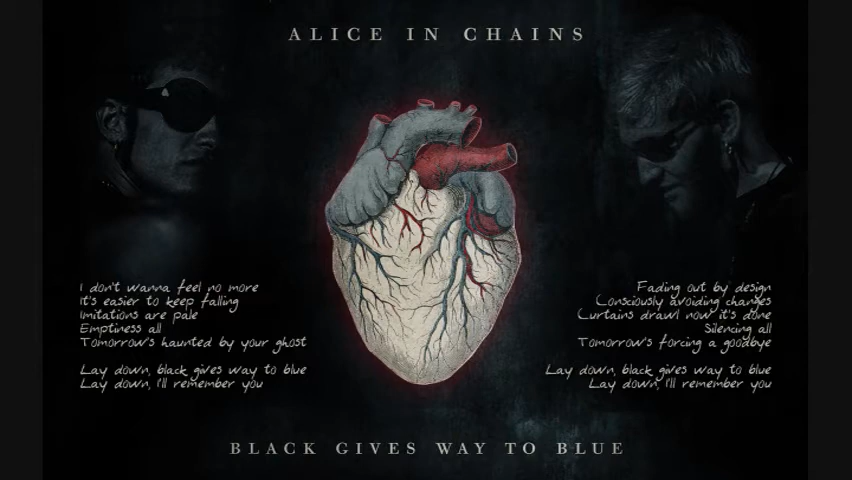 ALICE IN CHAINS
I don't wanna feel no more
It's easier to keep falling
Imitations are pale
Emptiness all
Tomorrow's haunted by your ghost
Lay down, black gives way to blue
Lay down, I'll remember you
Fading out by design
Consciously avoiding changes
Curtains drawn now it's done
Silencing all
Tomorrow's forcing a goodbye
Lay down, black gives way to blue
Lay down, I'll remember you
BLACK GIVES WAY TO BLUE